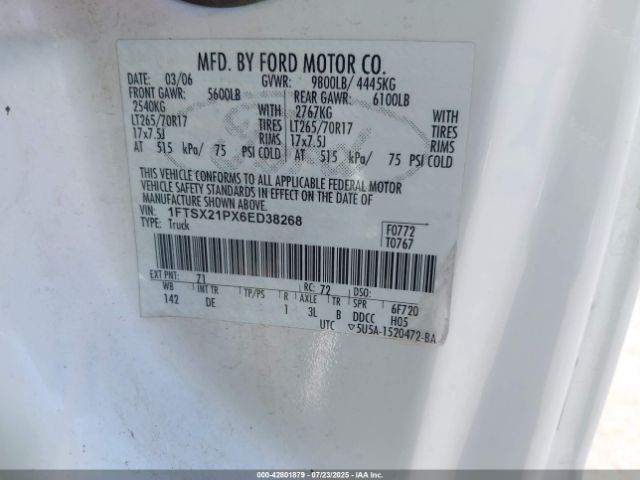 MFD. BY FORD MOTOR CO.
DATE: 03/06 GVWR: 9800LB/ 4445KG
FRONT GAWR: 5600LB REAR GAWR: 6100LB
2540KG WITH 2767KG WITH
LT265/70R17 TIRES LT265/70R17 TIRES
17x7.5J RIMS 17x7.5J RIMS
AT 515 kPa/ 75 PSI COLD AT 515 kPa/ 75 PSI COLD
THIS VEHICLE CONFORMS TO ALL APPLICABLE FEDERAL MOTOR
VEHICLE SAFETY STANDARDS IN EFFECT ON THE DATE OF
MANUFACTURE SHOWN ABOVE.
VIN: 1FTSX21PX6ED38268 F0772
TYPE: Truck T0767
EXT PNT: Z1 RC: 72 DSO:
WB INT TR TP/PS R AXLE TR SPR 6F720
142 DE 1 3L B DDCC H05
UTC ▽5U5A-1520472-BA
000-42801879 - 07/23/2025 - IAA Inc.